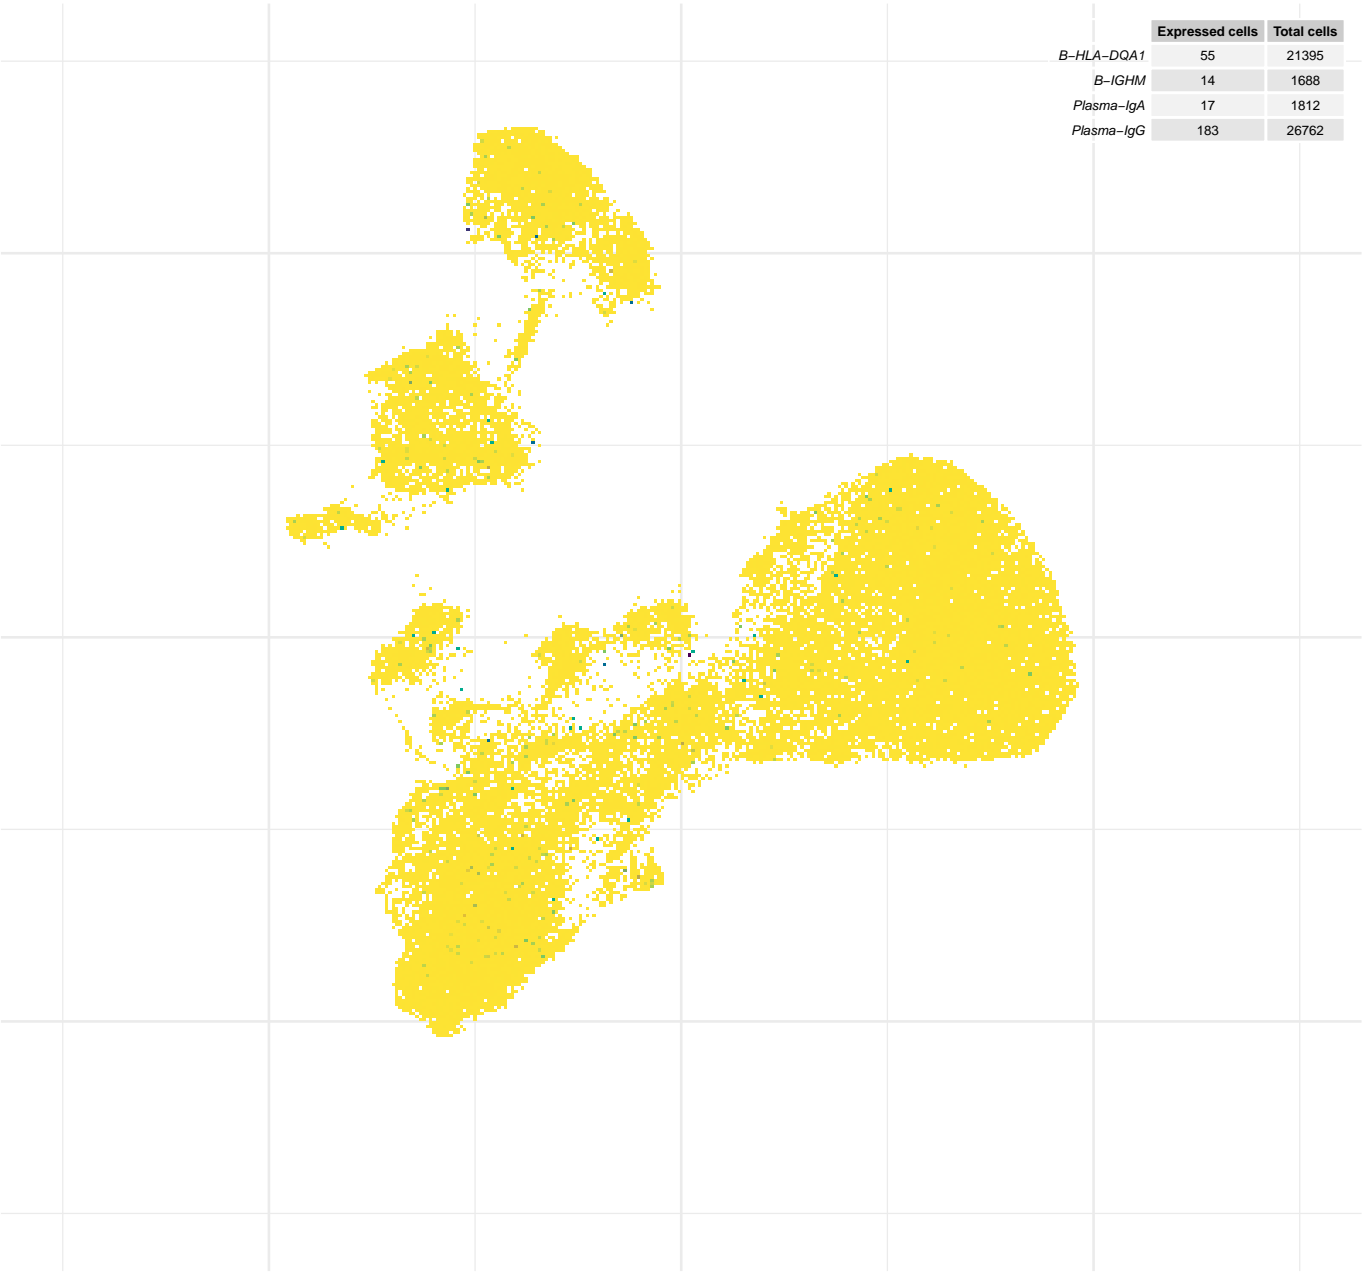 Expressed cells Total cells
B−HLA−DQA1 55 21395
B−IGHM 14 1688
Plasma−IgA 17 1812
Plasma−IgG 183 26762